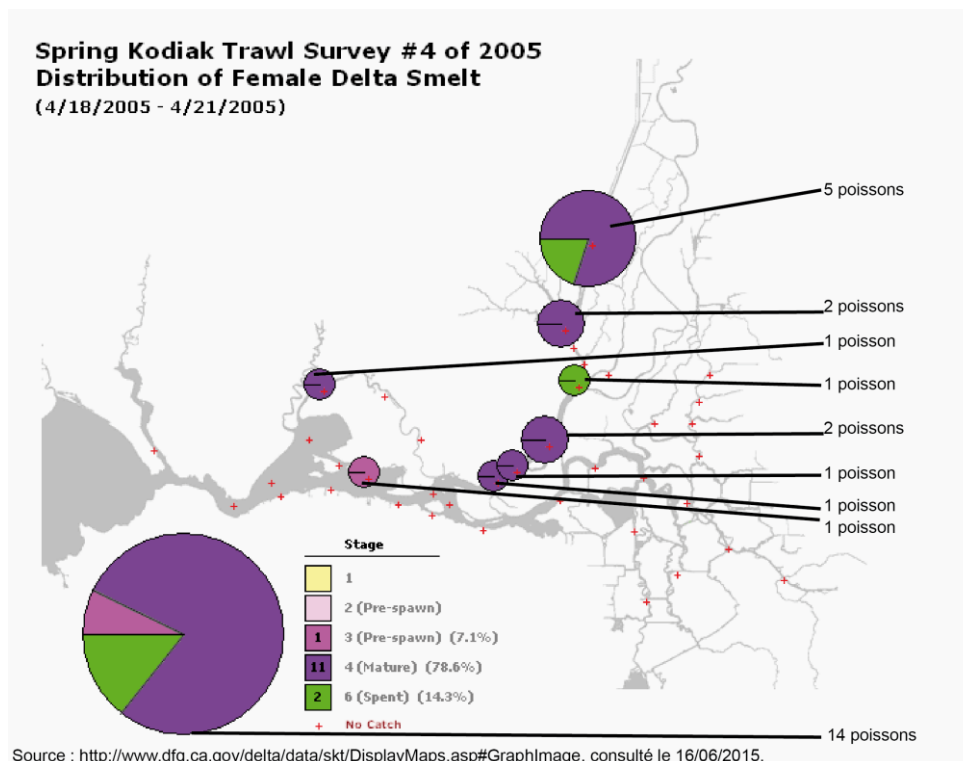 Spring Kodiak Trawl Survey #4 of 2005
Distribution of Female Delta Smelt
(4/18/2005 - 4/21/2005)
5 poissons
2 poissons
1 poisson
1 poisson
2 poissons
1 poisson
1 poisson
1 poisson
Stage
1
2 (Pre-spawn)
1 3 (Pre-spawn) (7.1%)
11 4 (Mature) (78.6%)
2 6 (Spent) (14.3%)
+ No Catch
14 poissons
Source : http://www.dfg.ca.gov/delta/data/skt/DisplayMaps.asp#GraphImage, consulté le 16/06/2015.